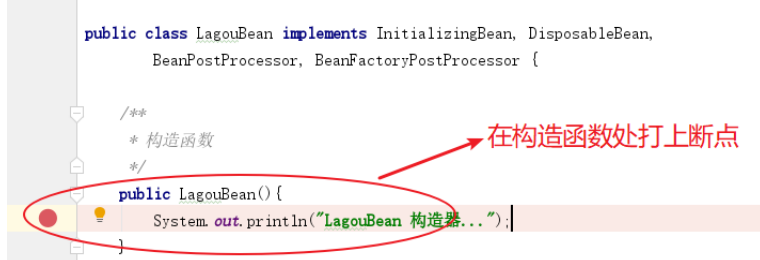 public class LagouBean implements InitializingBean, DisposableBean,
BeanPostProcessor, BeanFactoryPostProcessor {
/**
* 构造函数
*/
在构造函数处打上断点
public LagouBean(){
System.out.println("LagouBean 构造器...");
}